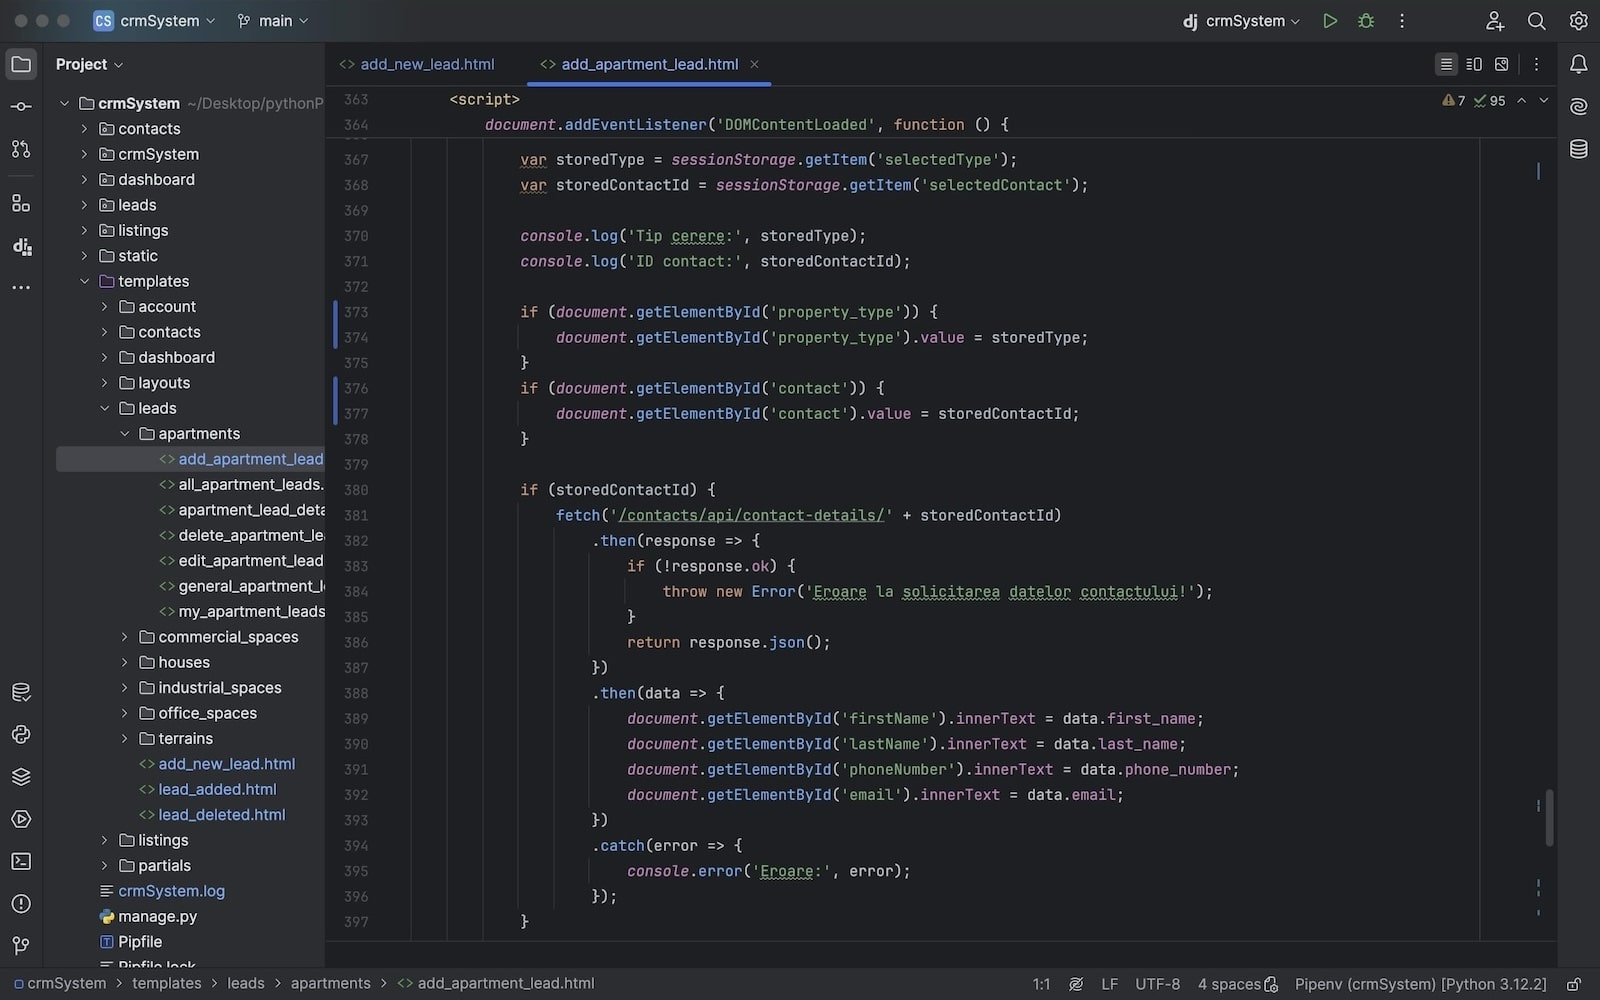 CS crmSystem main
dj crmSystem
Project
add_new_lead.html
add_apartment_lead.html
crmSystem ~/Desktop/pythonP
contacts
crmSystem
dashboard
leads
listings
static
templates
account
contacts
dashboard
layouts
leads
apartments
add_apartment_lead
all_apartment_leads.
apartment_lead_deta
delete_apartment_le
edit_apartment_lead
general_apartment_l
my_apartment_leads
commercial_spaces
houses
industrial_spaces
office_spaces
terrains
add_new_lead.html
lead_added.html
lead_deleted.html
listings
partials
crmSystem.log
manage.py
Pipfile
Pipfile.lock
7 95
363 <script>
364 document.addEventListener('DOMContentLoaded', function () {
367 var storedType = sessionStorage.getItem('selectedType');
368 var storedContactId = sessionStorage.getItem('selectedContact');
369
370 console.log('Tip cerere:', storedType);
371 console.log('ID contact:', storedContactId);
372
373 if (document.getElementById('property_type')) {
374 document.getElementById('property_type').value = storedType;
375 }
376 if (document.getElementById('contact')) {
377 document.getElementById('contact').value = storedContactId;
378 }
379
380 if (storedContactId) {
381 fetch('/contacts/api/contact-details/' + storedContactId)
382 .then(response => {
383 if (!response.ok) {
384 throw new Error('Eroare la solicitarea datelor contactului!');
385 }
386 return response.json();
387 })
388 .then(data => {
389 document.getElementById('firstName').innerText = data.first_name;
390 document.getElementById('lastName').innerText = data.last_name;
391 document.getElementById('phoneNumber').innerText = data.phone_number;
392 document.getElementById('email').innerText = data.email;
393 })
394 .catch(error => {
395 console.error('Eroare:', error);
396 });
397 }
crmSystem > templates > leads > apartments > <> add_apartment_lead.html
1:1 LF UTF-8 4 spaces Pipenv (crmSystem) [Python 3.12.2]